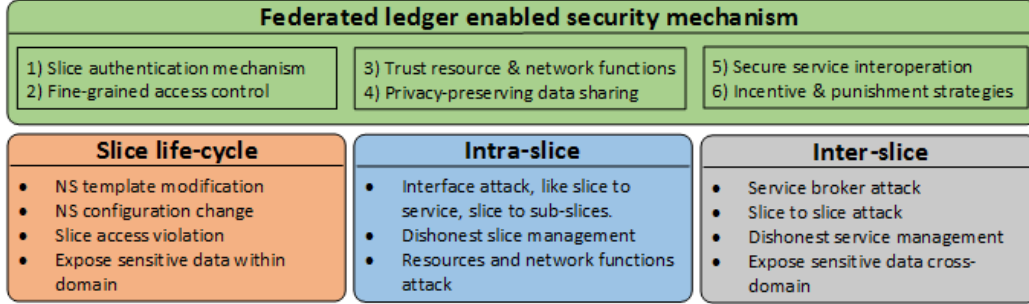 Federated ledger enabled security mechanism
1) Slice authentication mechanism
2) Fine-grained access control
3) Trust resource & network functions
4) Privacy-preserving data sharing
5) Secure service interoperation
6) Incentive & punishment strategies
Slice life-cycle
• NS template modification
• NS configuration change
• Slice access violation
• Expose sensitive data within
domain
Intra-slice
• Interface attack, like slice to
service, slice to sub-slices.
• Dishonest slice management
• Resources and network functions
attack
Inter-slice
• Service broker attack
• Slice to slice attack
• Dishonest service management
• Expose sensitive data cross-
domain